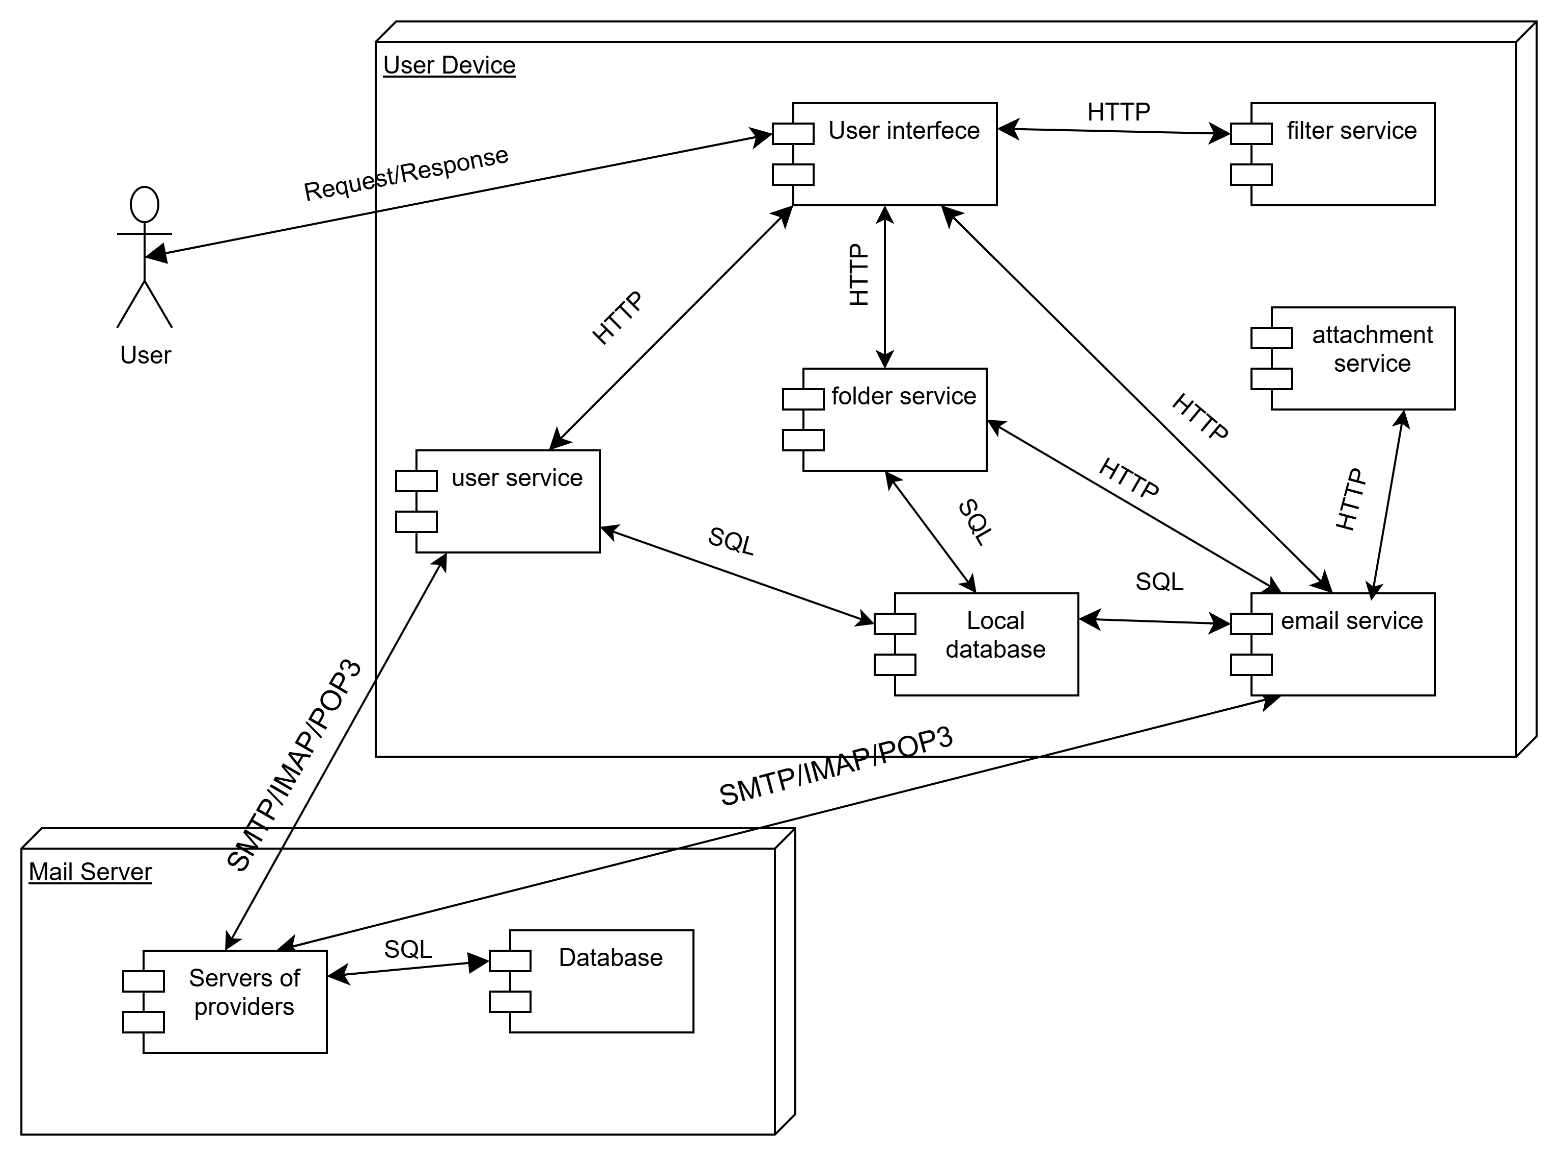 User Device
User interfece
HTTP
filter service
Request/Response
User
HTTP
HTTP
attachment
service
HTTP
folder service
user service
HTTP
HTTP
SQL
SQL
SQL
Local
database
email service
SMTP/IMAP/POP3
SMTP/IMAP/POP3
Mail Server
Servers of
providers
SQL
Database